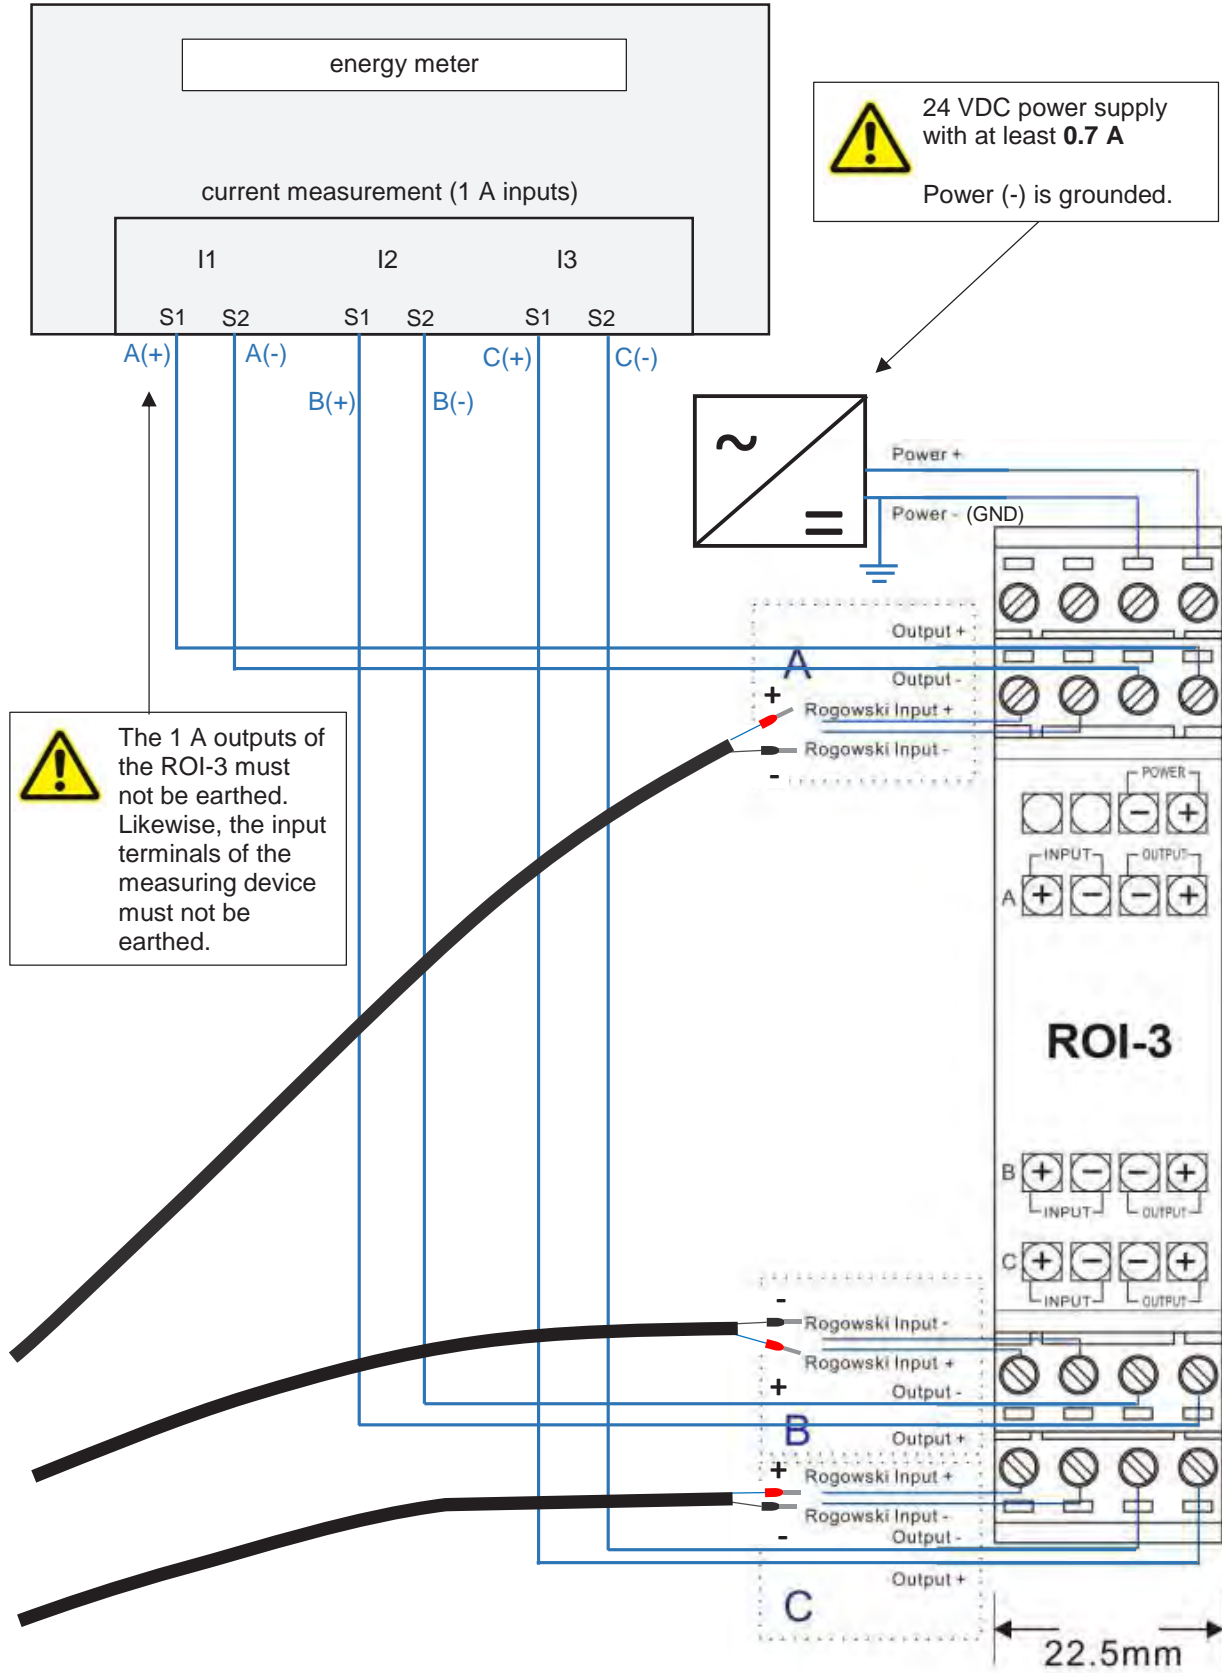 energy meter
current measurement (1 A inputs)
I1 I2 I3
S1 S2 S1 S2 S1 S2
A(+) A(-) C(+) C(-)
B(+) B(-)
24 VDC power supply
with at least 0.7 A
Power (-) is grounded.
~
=
Power +
Power - (GND)
Output +
A
Output -
+
Rogowski Input +
Rogowski Input -
-
The 1 A outputs of
the ROI-3 must
not be earthed.
Likewise, the input
terminals of the
measuring device
must not be
earthed.
POWER
- +
INPUT OUTPUT
A + - - +
ROI-3
B + - - +
INPUT OUTPUT
C + - - +
INPUT OUTPUT
-
Rogowski Input -
Rogowski Input +
+
Output -
B
Output +
+
Rogowski Input +
Rogowski Input -
-
Output -
Output +
C
22.5mm